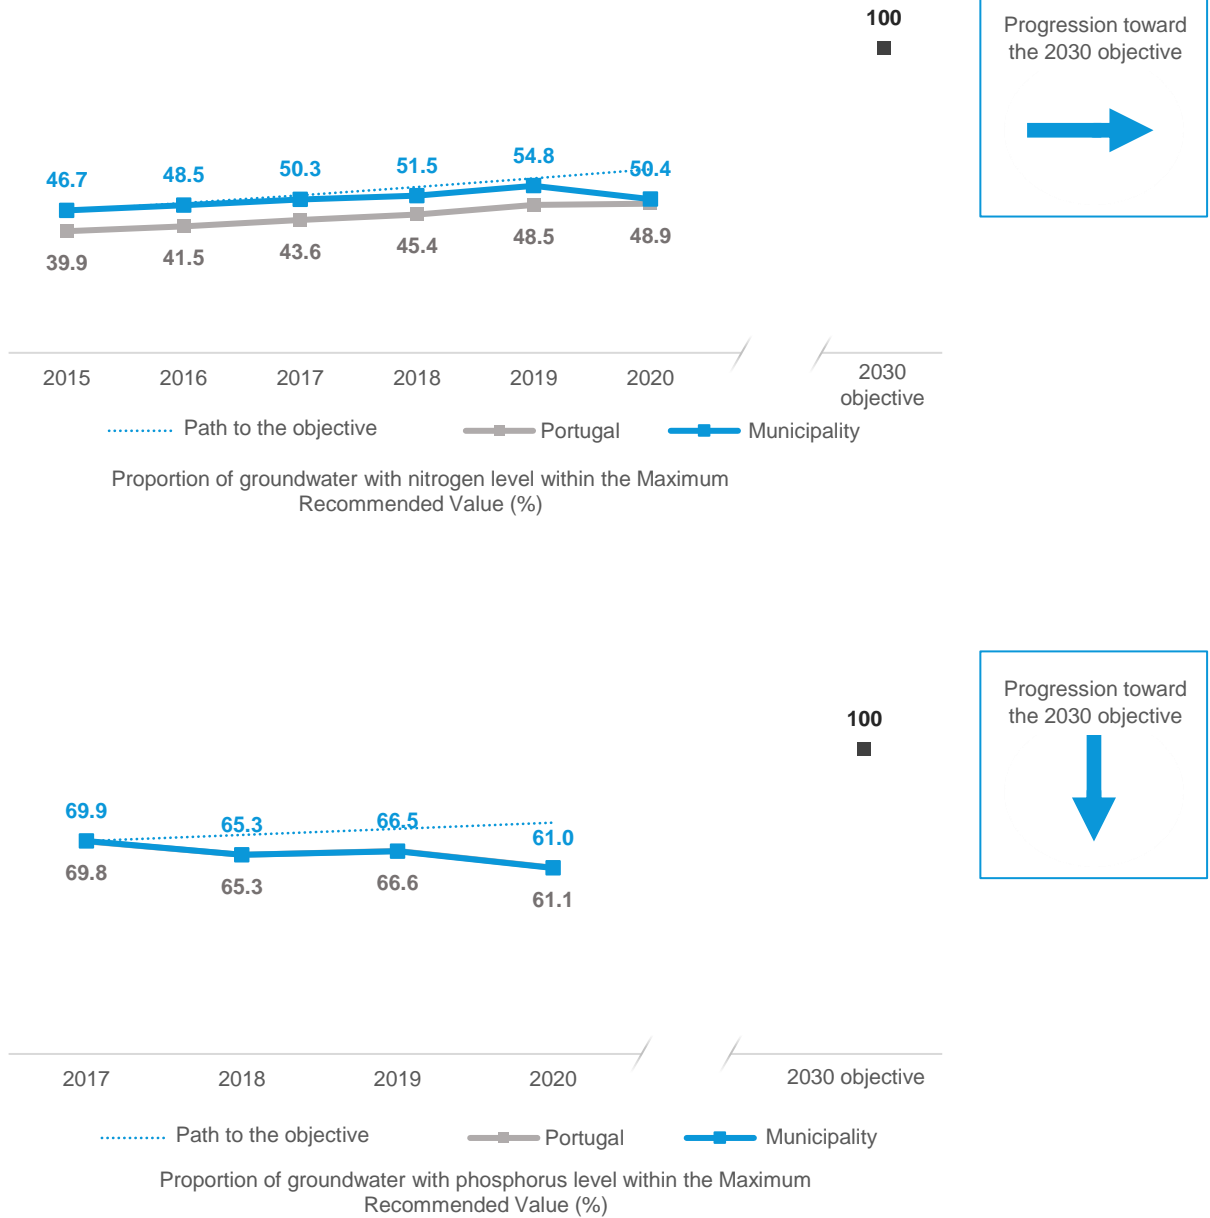 100
Progression toward
the 2030 objective
46.7 48.5 50.3 51.5 54.8 50.4
39.9 41.5 43.6 45.4 48.5 48.9
2015 2016 2017 2018 2019 2020 2030
objective
Path to the objective Portugal Municipality
Proportion of groundwater with nitrogen level within the Maximum
Recommended Value (%)
Progression toward
the 2030 objective
100
69.9 65.3 66.5 61.0
69.8 65.3 66.6 61.1
2017 2018 2019 2020 2030 objective
Path to the objective Portugal Municipality
Proportion of groundwater with phosphorus level within the Maximum
Recommended Value (%)